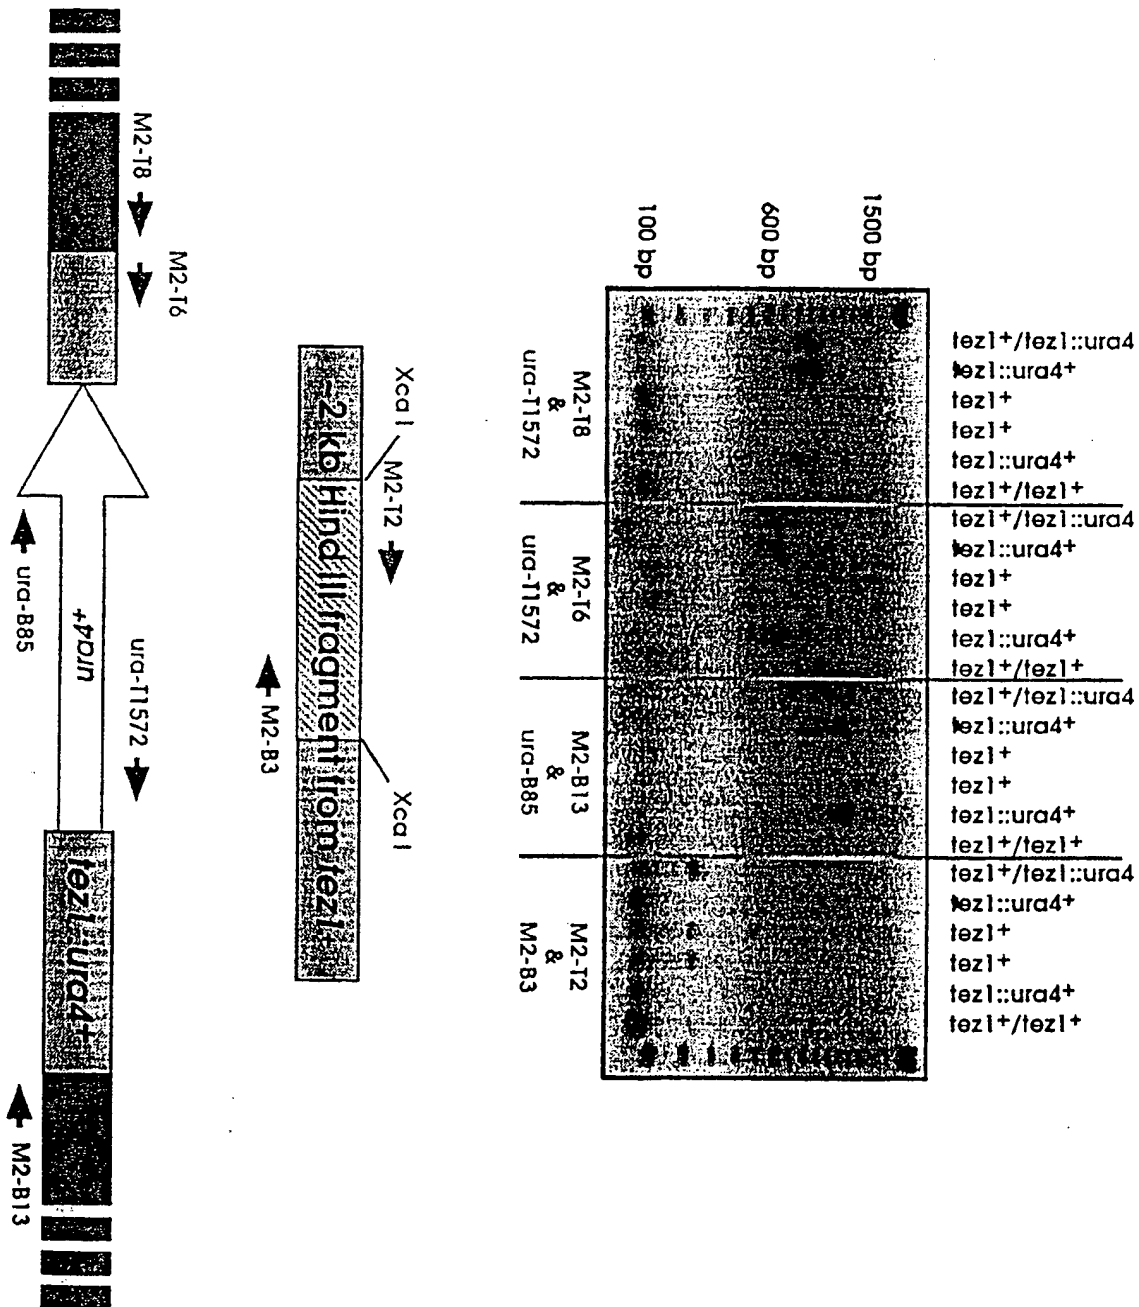 1500 bp
600 bp
100 bp
tez1+/tez1::ura4
tez1::ura4+
tez1+
tez1+
tez1::ura4+
tez1+/tez1+
tez1+/tez1::ura4
tez1::ura4+
tez1+
tez1+
tez1::ura4+
tez1+/tez1+
tez1+/tez1::ura4
tez1::ura4+
tez1+
tez1+
tez1::ura4+
tez1+/tez1+
tez1+/tez1::ura4
tez1::ura4+
tez1+
tez1+
tez1::ura4+
tez1+/tez1+
M2-T8
&
ura-T1572
M2-T6
&
ura-T1572
M2-B13
&
ura-B85
M2-T2
&
M2-B3
Xca I
M2-T2
Xca I
~2 kb Hind III fragment from tez1+
M2-B3
M2-T8
M2-T6
ura-T1572
ura4+
tez1::ura4+
ura-B85
M2-B13